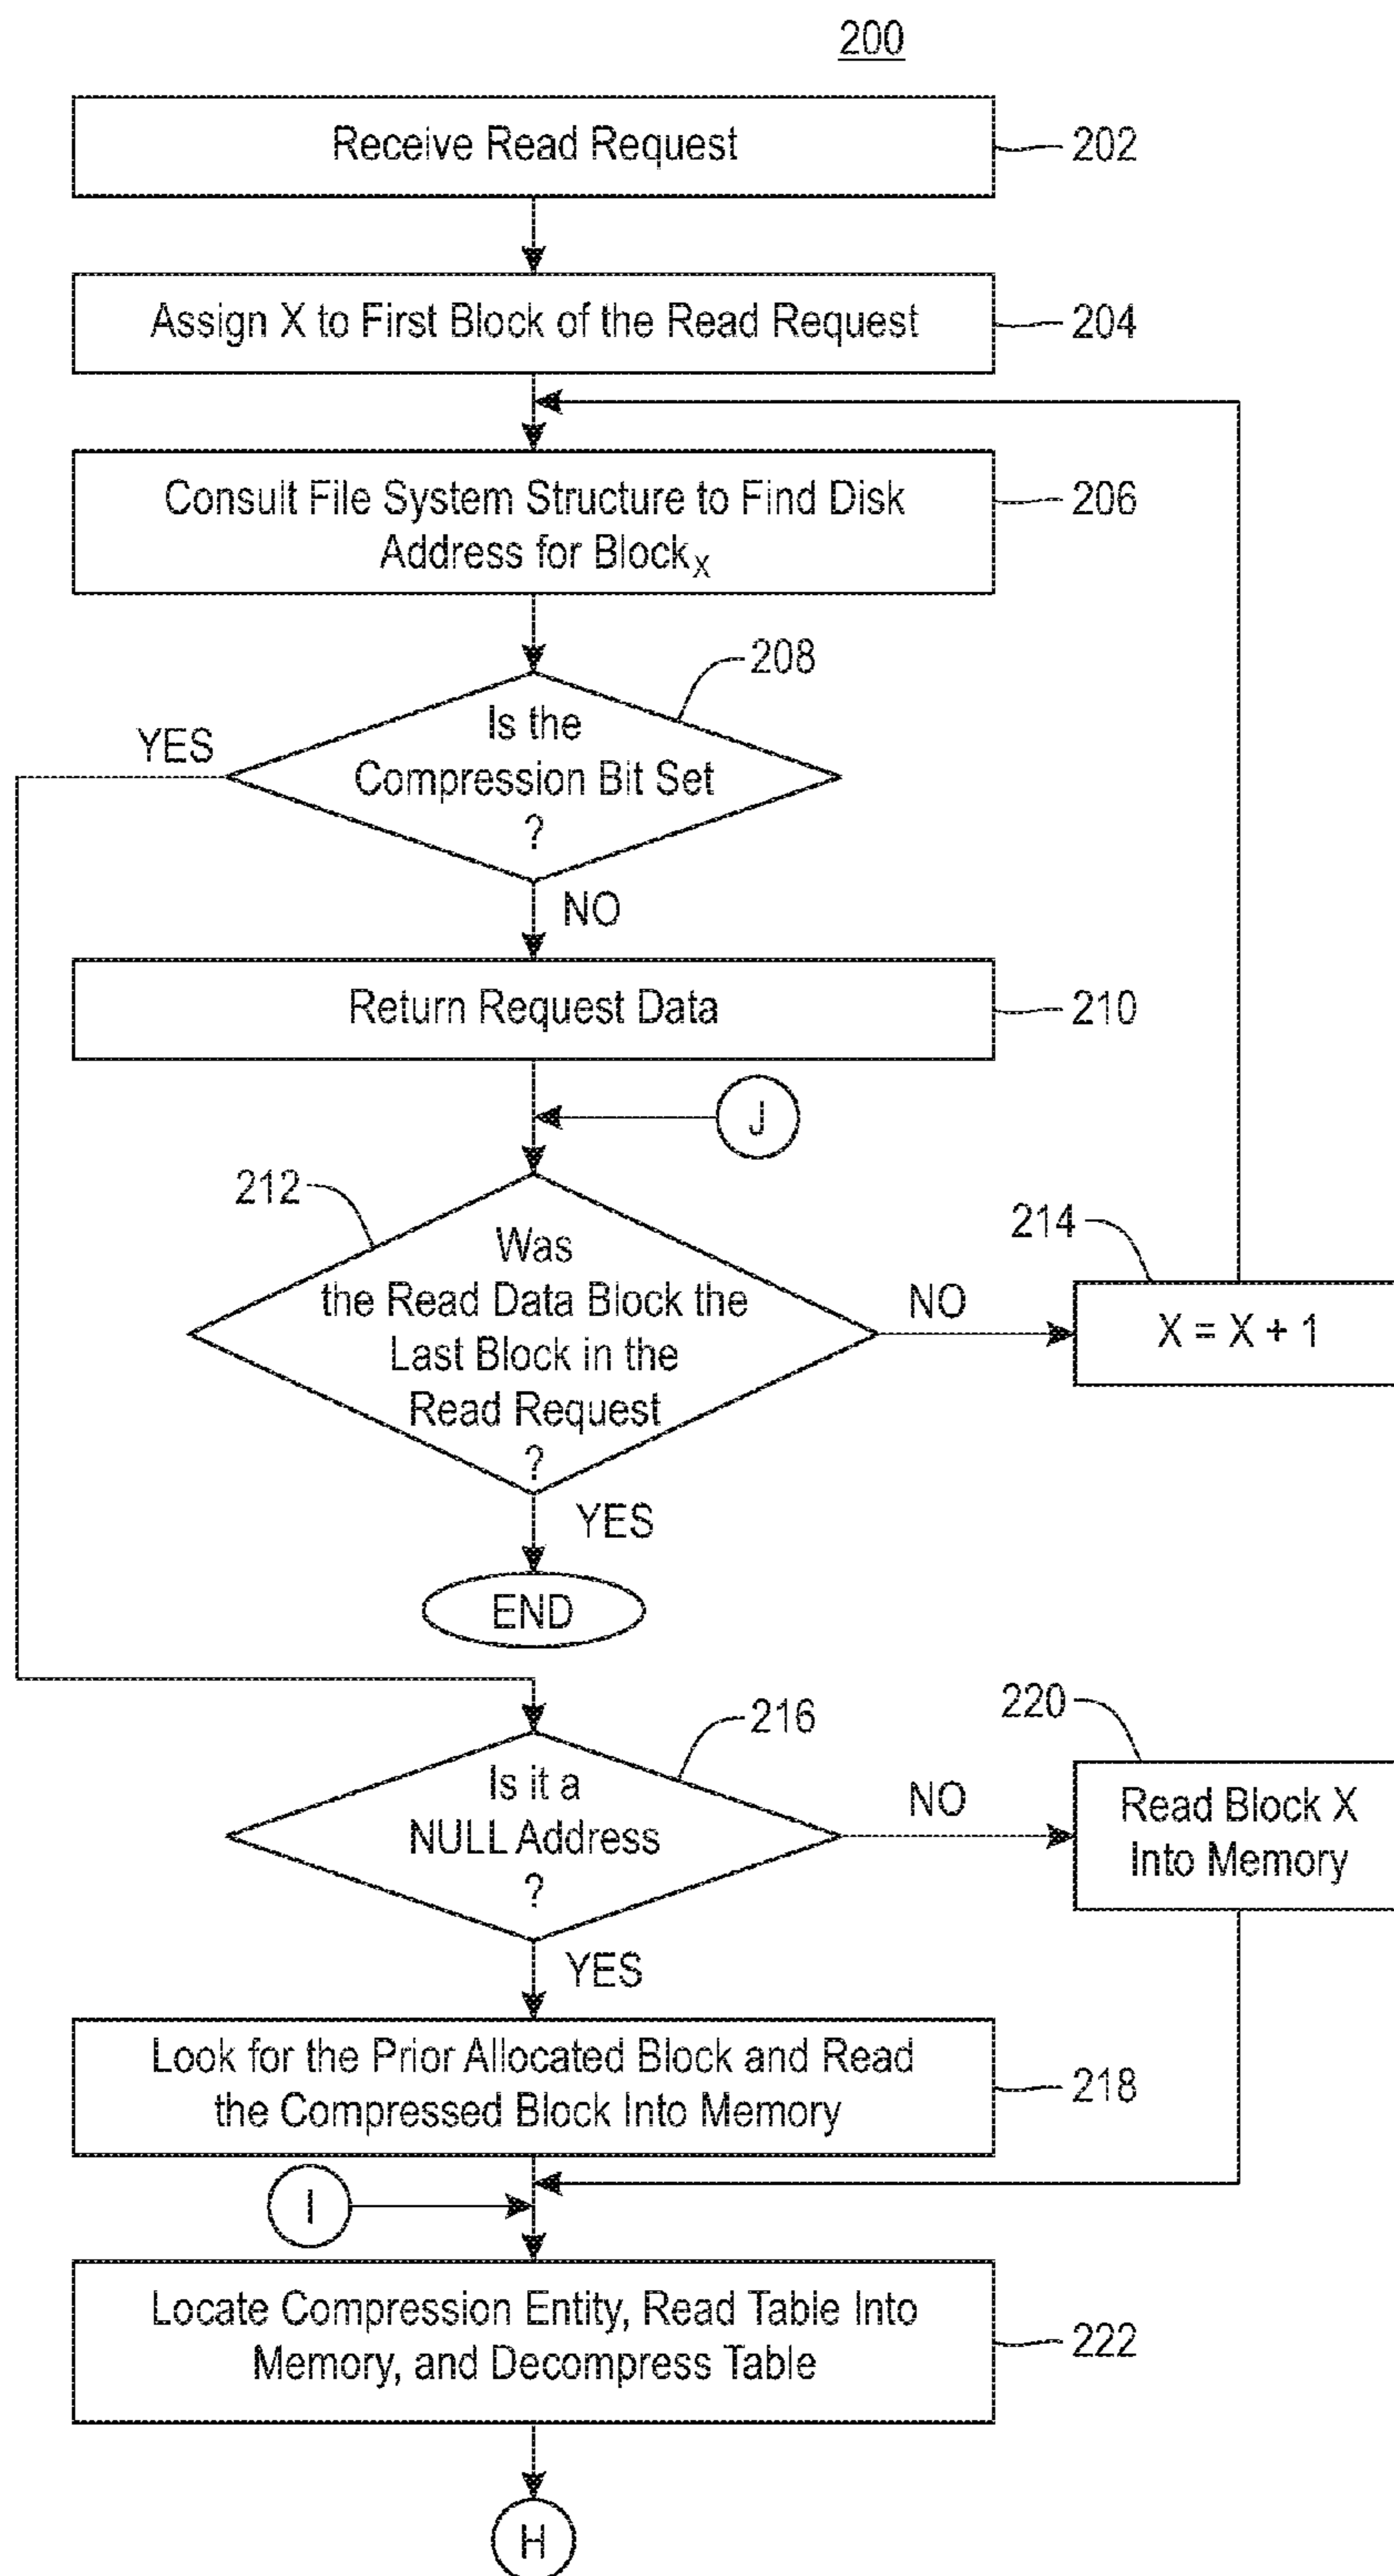 200
Receive Read Request
202
Assign X to First Block of the Read Request
204
Consult File System Structure to Find Disk
Address for BlockX
206
208
YES
Is the
Compression Bit Set
?
NO
Return Request Data
210
J
212
Was
the Read Data Block the
Last Block in the
Read Request
?
NO
214
X = X + 1
YES
END
216
Is it a
NULL Address
?
NO
220
Read Block X
Into Memory
YES
Look for the Prior Allocated Block and Read
the Compressed Block Into Memory
218
I
Locate Compression Entity, Read Table Into
Memory, and Decompress Table
222
H